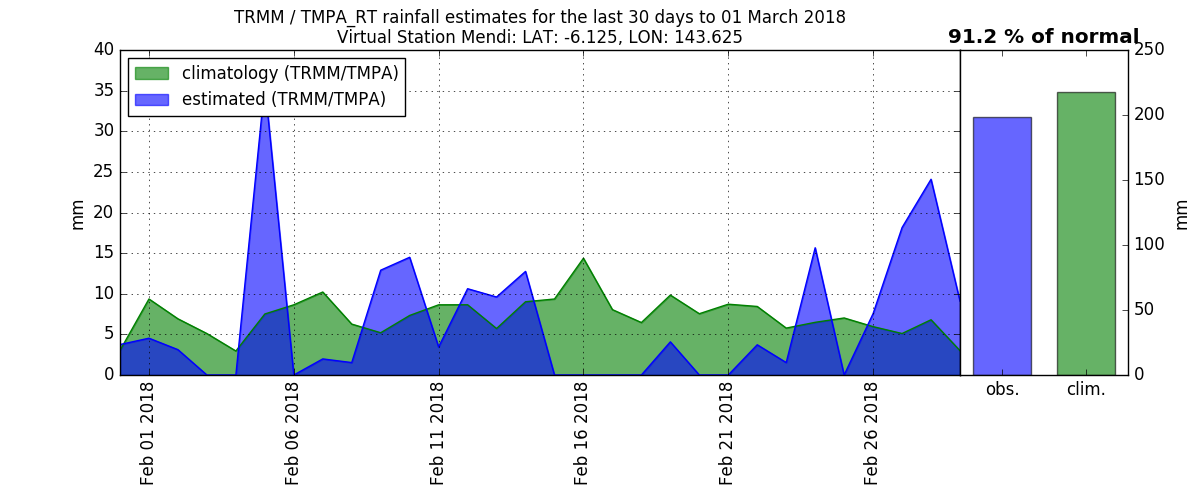 TRMM / TMPA_RT rainfall estimates for the last 30 days to 01 March 2018
Virtual Station Mendi: LAT: -6.125, LON: 143.625
91.2 % of normal
climatology (TRMM/TMPA)
estimated (TRMM/TMPA)
mm
40
35
30
25
20
15
10
5
0
Feb 01 2018
Feb 06 2018
Feb 11 2018
Feb 16 2018
Feb 21 2018
Feb 26 2018
250
200
150
100
50
0
mm
obs.
clim.